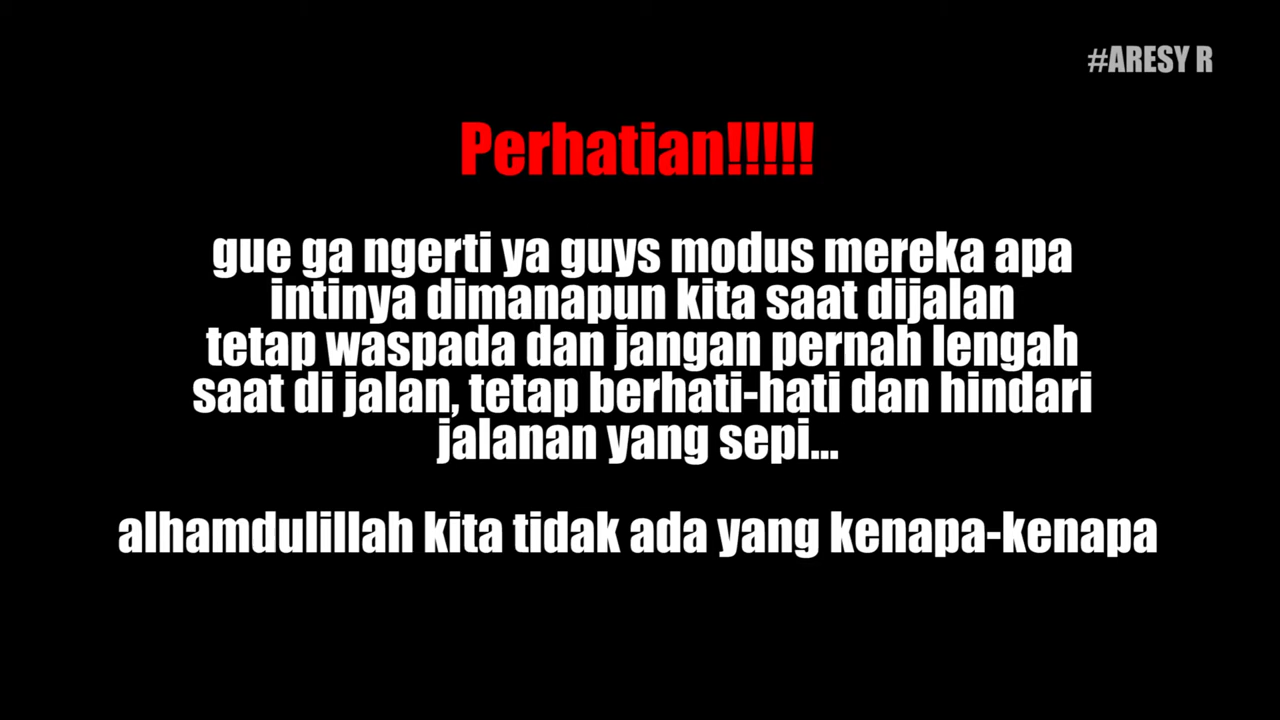 #ARESY R
Perhatian!!!!!
gue ga ngerti ya guys modus mereka apa
intinya dimanapun kita saat dijalan
tetap waspada dan jangan pernah lengah
saat di jalan, tetap berhati-hati dan hindari
jalanan yang sepi...
alhamdulillah kita tidak ada yang kenapa-kenapa